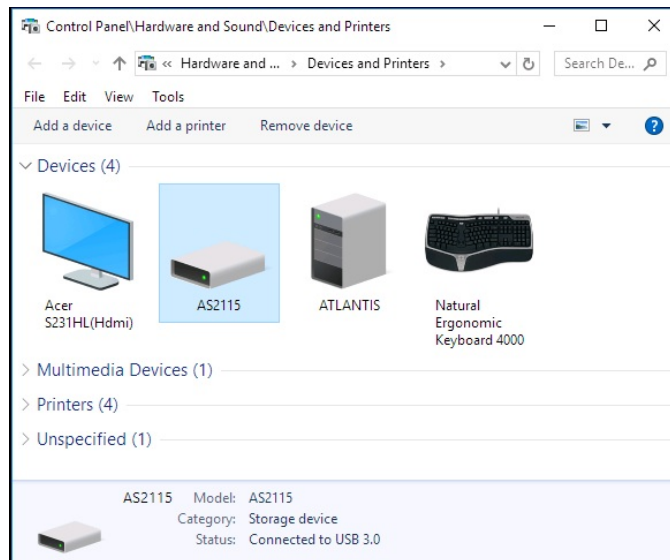 Control Panel\Hardware and Sound\Devices and Printers
« Hardware and ... › Devices and Printers ›
Search De...
File Edit View Tools
Add a device Add a printer Remove device
Devices (4)
Acer
S231HL(Hdmi)
AS2115
ATLANTIS
Natural
Ergonomic
Keyboard 4000
Multimedia Devices (1)
Printers (4)
Unspecified (1)
AS2115 Model: AS2115
Category: Storage device
Status: Connected to USB 3.0